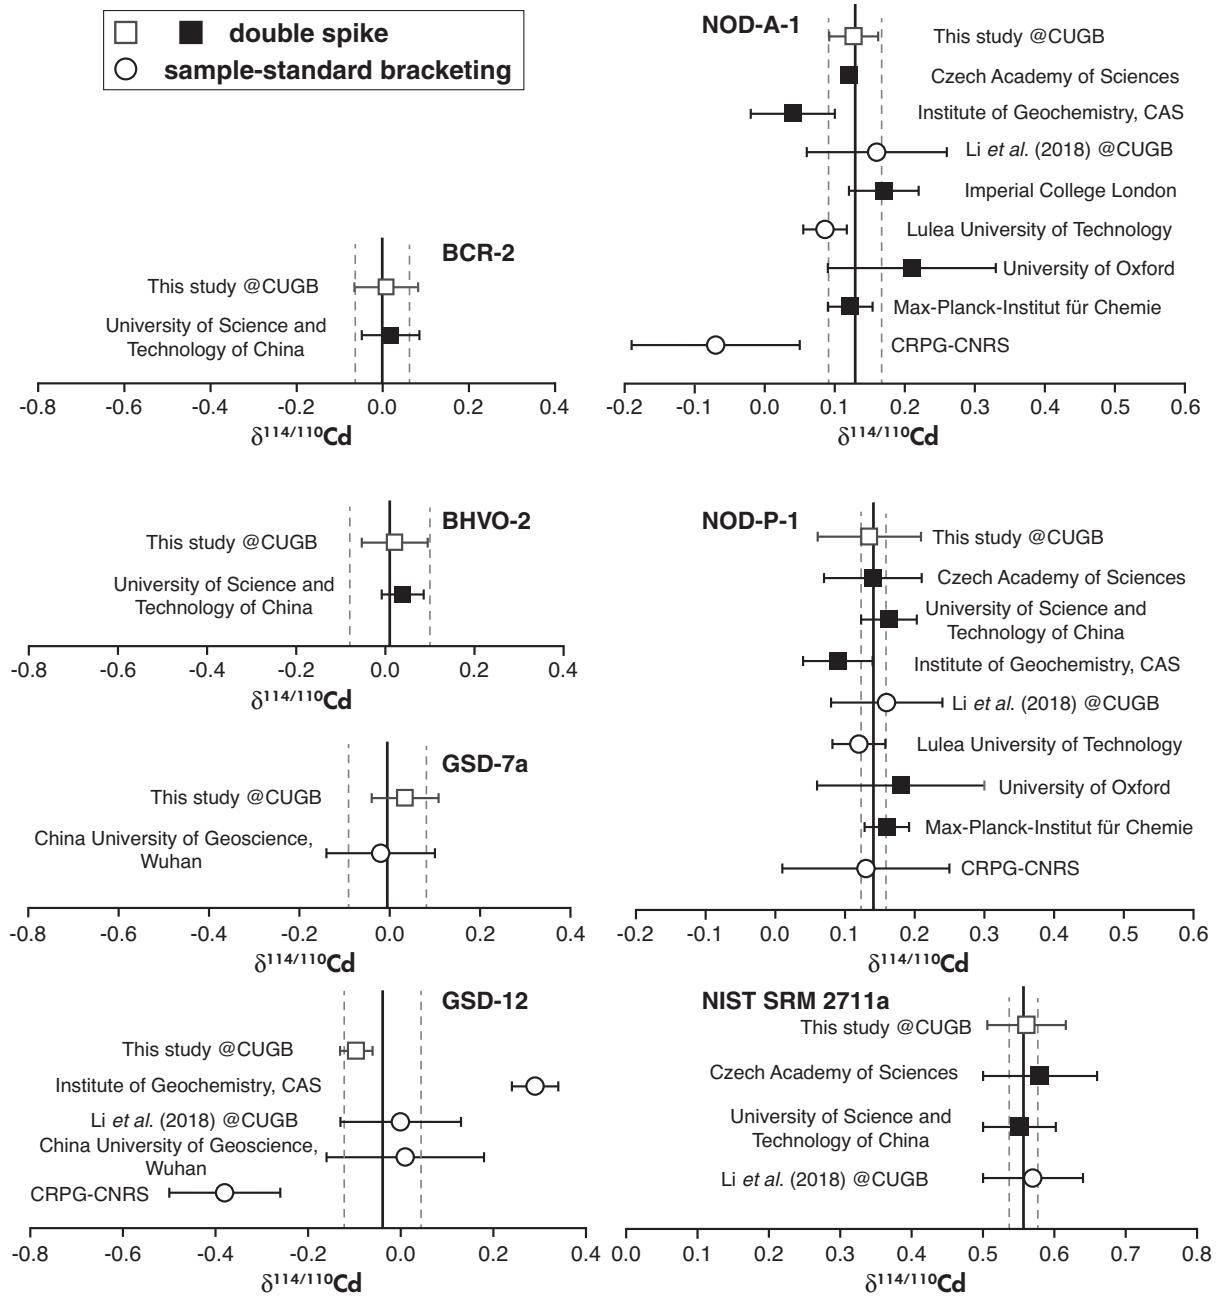 double spike
sample-standard bracketing
BCR-2
This study @CUGB
University of Science and
Technology of China
-0.8 -0.6 -0.4 -0.2 0.0 0.2 0.4
δ114/110Cd
NOD-A-1
This study @CUGB
Czech Academy of Sciences
Institute of Geochemistry, CAS
Li et al. (2018) @CUGB
Imperial College London
Lulea University of Technology
University of Oxford
Max-Planck-Institut für Chemie
CRPG-CNRS
-0.2 -0.1 0.0 0.1 0.2 0.3 0.4 0.5 0.6
δ114/110Cd
BHVO-2
This study @CUGB
University of Science and
Technology of China
-0.8 -0.6 -0.4 -0.2 0.0 0.2 0.4
δ114/110Cd
GSD-7a
This study @CUGB
China University of Geoscience,
Wuhan
-0.8 -0.6 -0.4 -0.2 0.0 0.2 0.4
δ114/110Cd
NOD-P-1
This study @CUGB
Czech Academy of Sciences
University of Science and
Technology of China
Institute of Geochemistry, CAS
Li et al. (2018) @CUGB
Lulea University of Technology
University of Oxford
Max-Planck-Institut für Chemie
CRPG-CNRS
-0.2 -0.1 0.0 0.1 0.2 0.3 0.4 0.5 0.6
δ114/110Cd
GSD-12
This study @CUGB
Institute of Geochemistry, CAS
Li et al. (2018) @CUGB
China University of Geoscience,
Wuhan
CRPG-CNRS
-0.8 -0.6 -0.4 -0.2 0.0 0.2 0.4
δ114/110Cd
NIST SRM 2711a
This study @CUGB
Czech Academy of Sciences
University of Science and
Technology of China
Li et al. (2018) @CUGB
0.0 0.1 0.2 0.3 0.4 0.5 0.6 0.7 0.8
δ114/110Cd